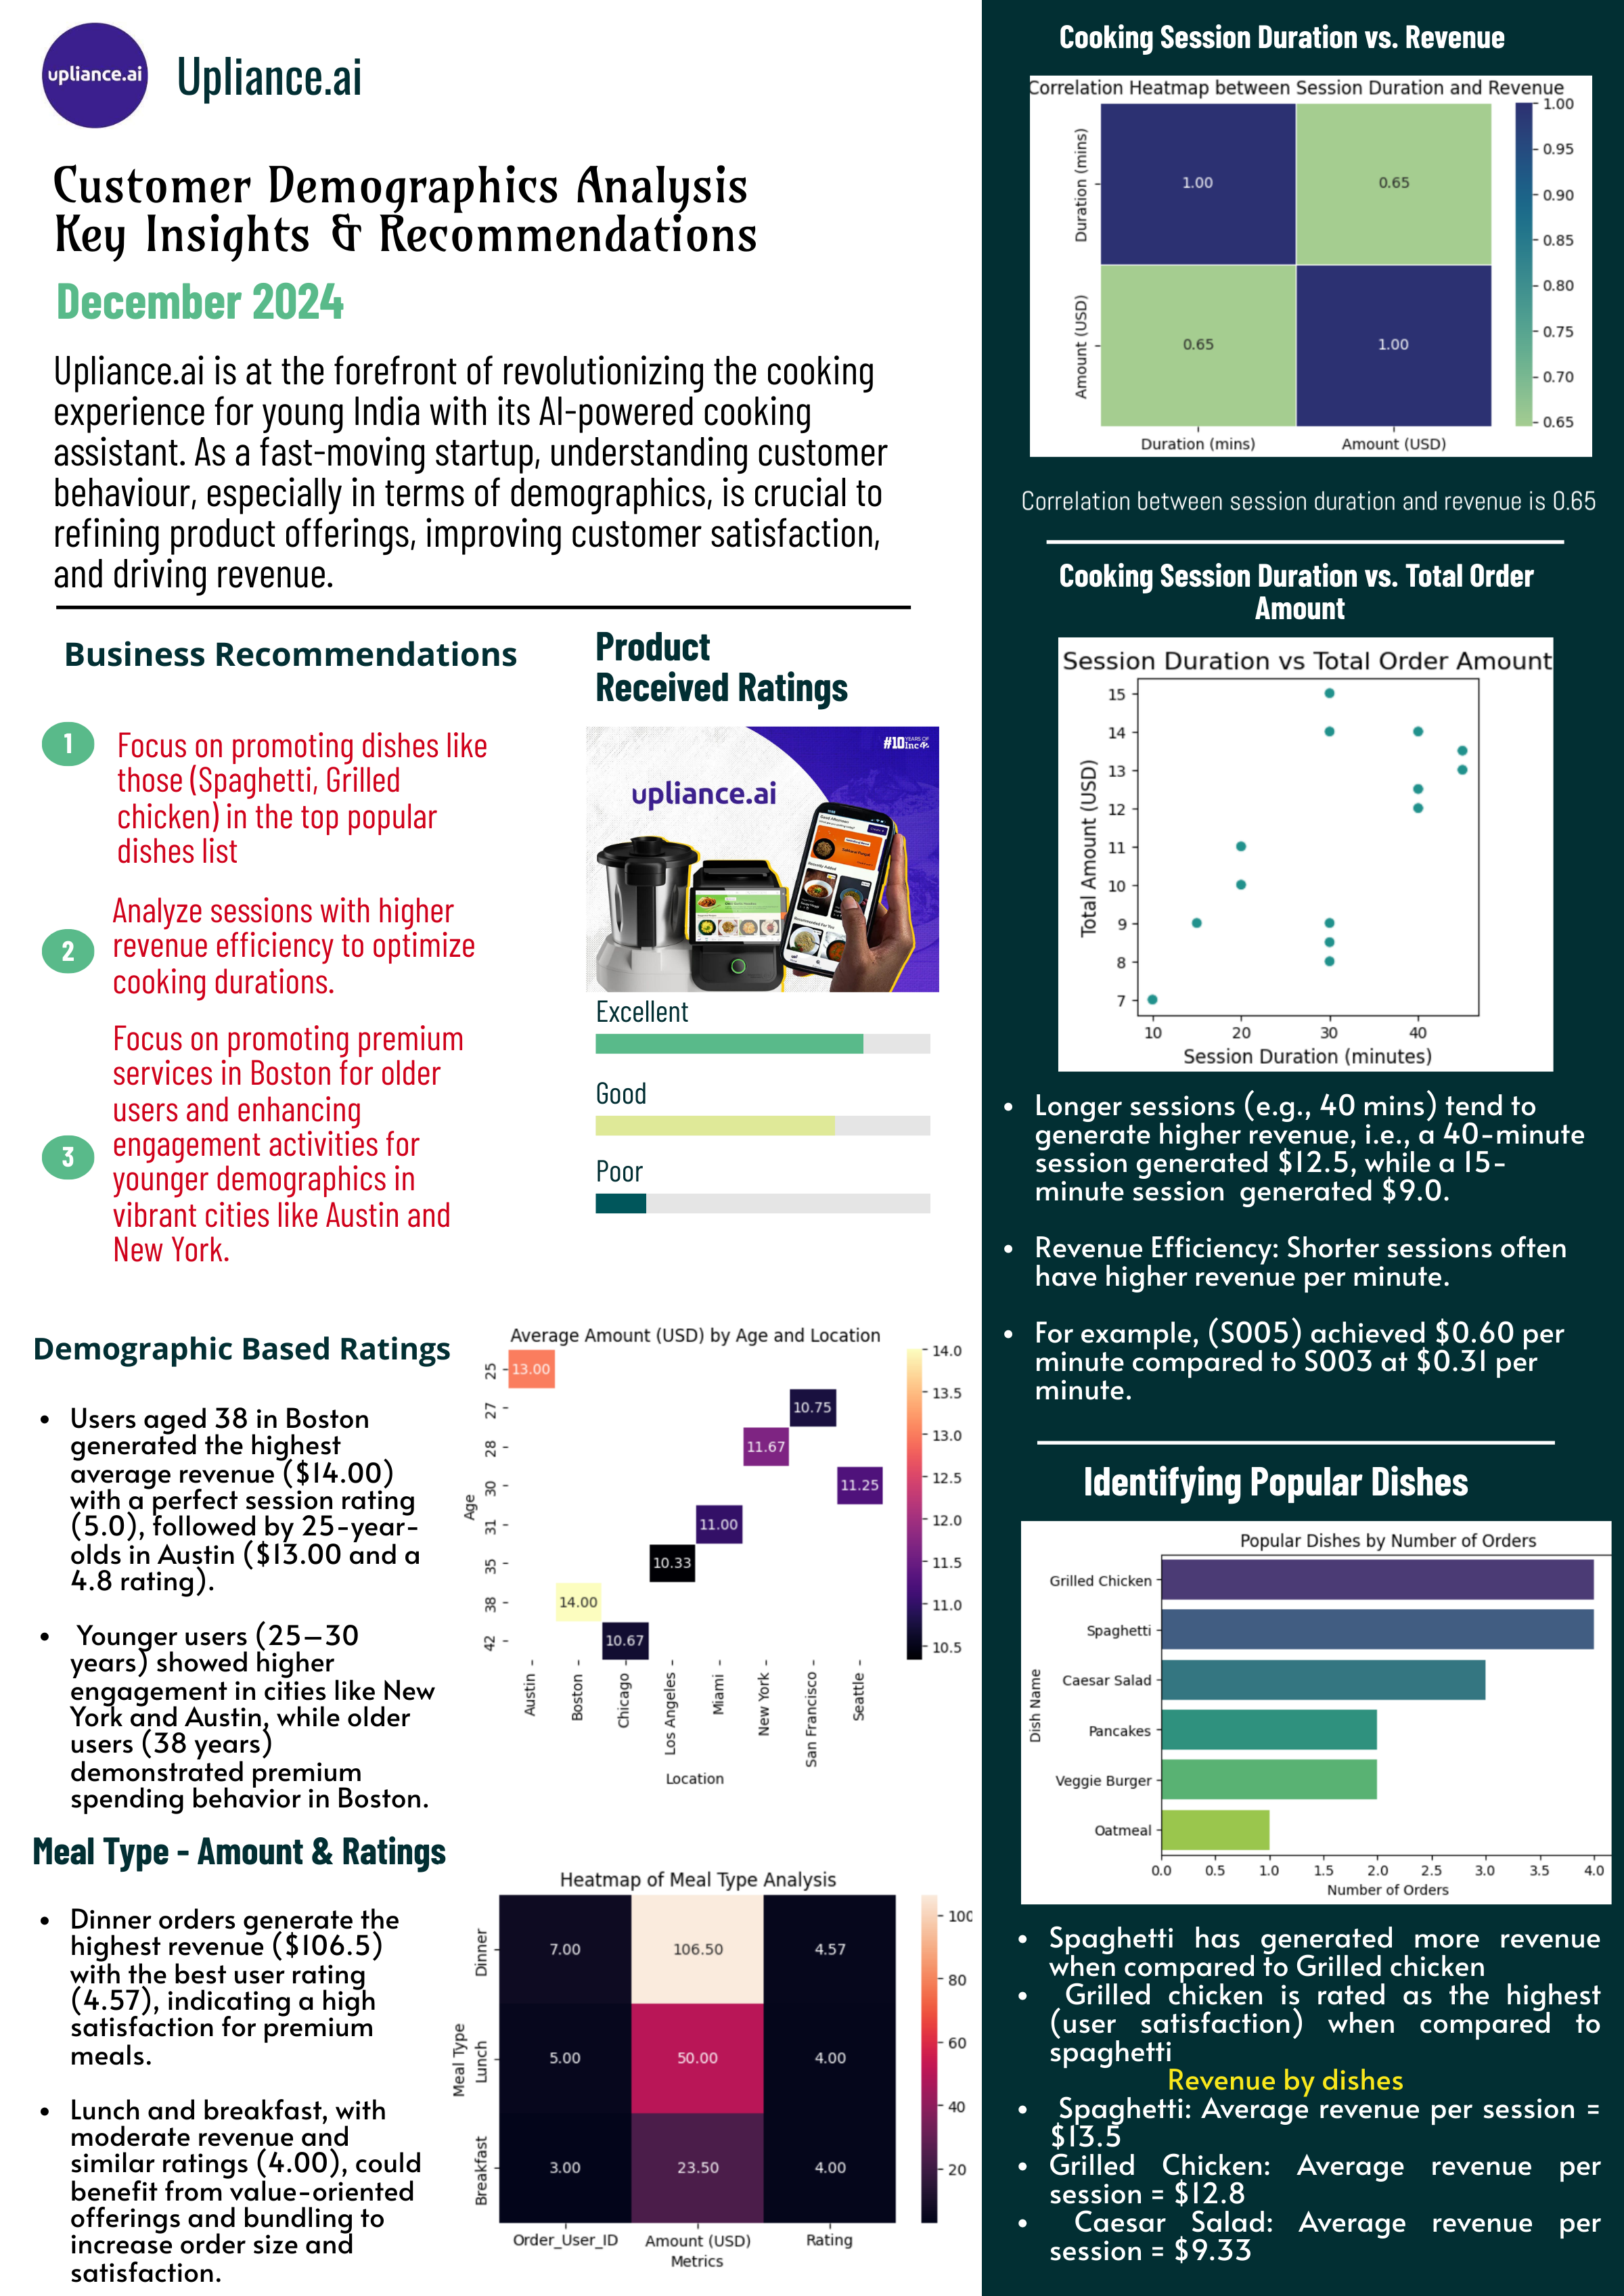 upliance.ai
Upliance.ai
Customer Demographics Analysis
Key Insights & Recommendations
December 2024
Upliance.ai is at the forefront of revolutionizing the cooking
experience for young India with its AI-powered cooking
assistant. As a fast-moving startup, understanding customer
behaviour, especially in terms of demographics, is crucial to
refining product offerings, improving customer satisfaction,
and driving revenue.
Business Recommendations
1
Focus on promoting dishes like
those (Spaghetti, Grilled
chicken) in the top popular
dishes list
2
Analyze sessions with higher
revenue efficiency to optimize
cooking durations.
3
Focus on promoting premium
services in Boston for older
users and enhancing
engagement activities for
younger demographics in
vibrant cities like Austin and
New York.
Product
Received Ratings
#10 YEARS OF Inc42
upliance.ai
Excellent
Good
Poor
Demographic Based Ratings
• Users aged 38 in Boston
generated the highest
average revenue ($14.00)
with a perfect session rating
(5.0), followed by 25-year-
olds in Austin ($13.00 and a
4.8 rating).
• Younger users (25–30
years) showed higher
engagement in cities like New
York and Austin, while older
users (38 years)
demonstrated premium
spending behavior in Boston.
Average Amount (USD) by Age and Location
Age
25
27
28
30
31
35
38
42
13.00
10.75
11.67
11.25
11.00
10.33
14.00
10.67
Austin
Boston
Chicago
Los Angeles
Miami
New York
San Francisco
Seattle
Location
14.0
13.5
13.0
12.5
12.0
11.5
11.0
10.5
Meal Type - Amount & Ratings
• Dinner orders generate the
highest revenue ($106.5)
with the best user rating
(4.57), indicating a high
satisfaction for premium
meals.
• Lunch and breakfast, with
moderate revenue and
similar ratings (4.00), could
benefit from value-oriented
offerings and bundling to
increase order size and
satisfaction.
Heatmap of Meal Type Analysis
Meal Type
Dinner
7.00 106.50 4.57
Lunch
5.00 50.00 4.00
Breakfast
3.00 23.50 4.00
Order_User_ID Amount (USD) Rating
Metrics
100
80
60
40
20
Cooking Session Duration vs. Revenue
Correlation Heatmap between Session Duration and Revenue
Duration (mins)
1.00 0.65
Amount (USD)
0.65 1.00
Duration (mins) Amount (USD)
1.00
0.95
0.90
0.85
0.80
0.75
0.70
0.65
Correlation between session duration and revenue is 0.65
Cooking Session Duration vs. Total Order
Amount
Session Duration vs Total Order Amount
Total Amount (USD)
15
14
13
12
11
10
9
8
7
10 20 30 40
Session Duration (minutes)
• Longer sessions (e.g., 40 mins) tend to
generate higher revenue, i.e., a 40-minute
session generated $12.5, while a 15-
minute session generated $9.0.
• Revenue Efficiency: Shorter sessions often
have higher revenue per minute.
• For example, (S005) achieved $0.60 per
minute compared to S003 at $0.31 per
minute.
Identifying Popular Dishes
Popular Dishes by Number of Orders
Dish Name
Grilled Chicken
Spaghetti
Caesar Salad
Pancakes
Veggie Burger
Oatmeal
0.0 0.5 1.0 1.5 2.0 2.5 3.0 3.5 4.0
Number of Orders
• Spaghetti has generated more revenue
when compared to Grilled chicken
• Grilled chicken is rated as the highest
(user satisfaction) when compared to
spaghetti
Revenue by dishes
• Spaghetti: Average revenue per session =
$13.5
• Grilled Chicken: Average revenue per
session = $12.8
• Caesar Salad: Average revenue per
session = $9.33